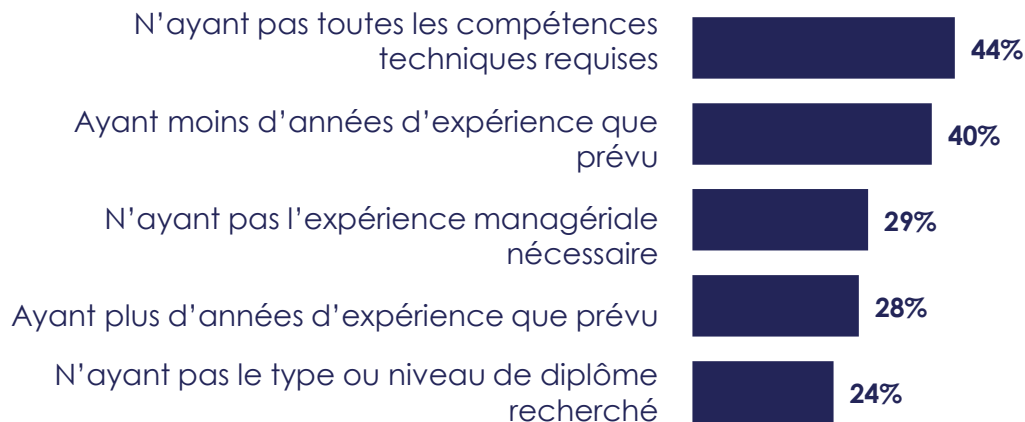 N’ayant pas toutes les compétences
techniques requises
44%
Ayant moins d’années d’expérience que
prévu
40%
N’ayant pas l’expérience managériale
nécessaire
29%
Ayant plus d’années d’expérience que prévu
28%
N’ayant pas le type ou niveau de diplôme
recherché
24%